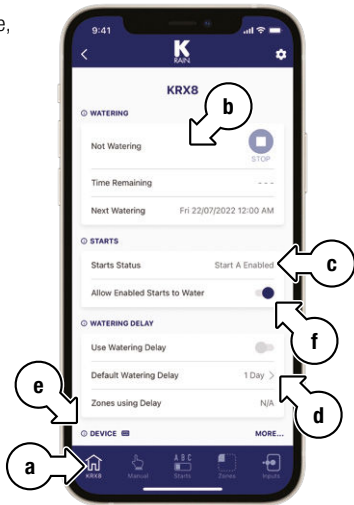 e,
9:41
K
RAIN
KRX8
b
WATERING
Not Watering
STOP
Time Remaining
- - -
Next Watering Fri 22/07/2022 12:00 AM
STARTS
Starts Status Start A Enabled
c
Allow Enabled Starts to Water
f
WATERING DELAY
Use Watering Delay
e
Default Watering Delay 1 Day >
d
Zones using Delay N/A
DEVICE MORE...
a
A B C
KRX8 Manual Starts Zones Inputs